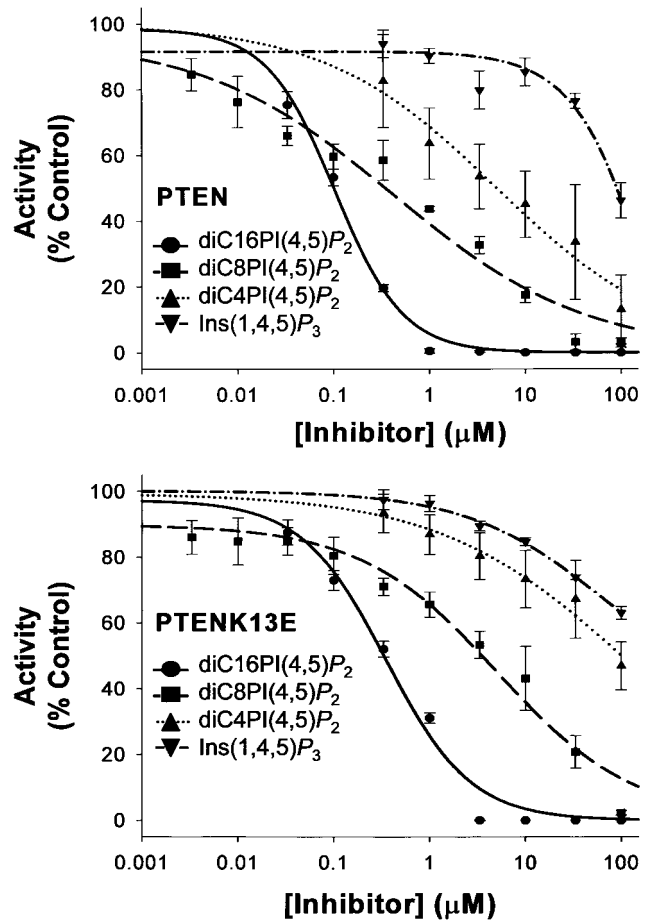 100
80
60
40
20
0
Activity
(% Control)
PTEN
diC16PI(4,5)P2
diC8PI(4,5)P2
diC4PI(4,5)P2
Ins(1,4,5)P3
0.001 0.01 0.1 1 10 100
[Inhibitor] (μM)
100
80
60
40
20
0
Activity
(% Control)
PTENK13E
diC16PI(4,5)P2
diC8PI(4,5)P2
diC4PI(4,5)P2
Ins(1,4,5)P3
0.001 0.01 0.1 1 10 100
[Inhibitor] (μM)